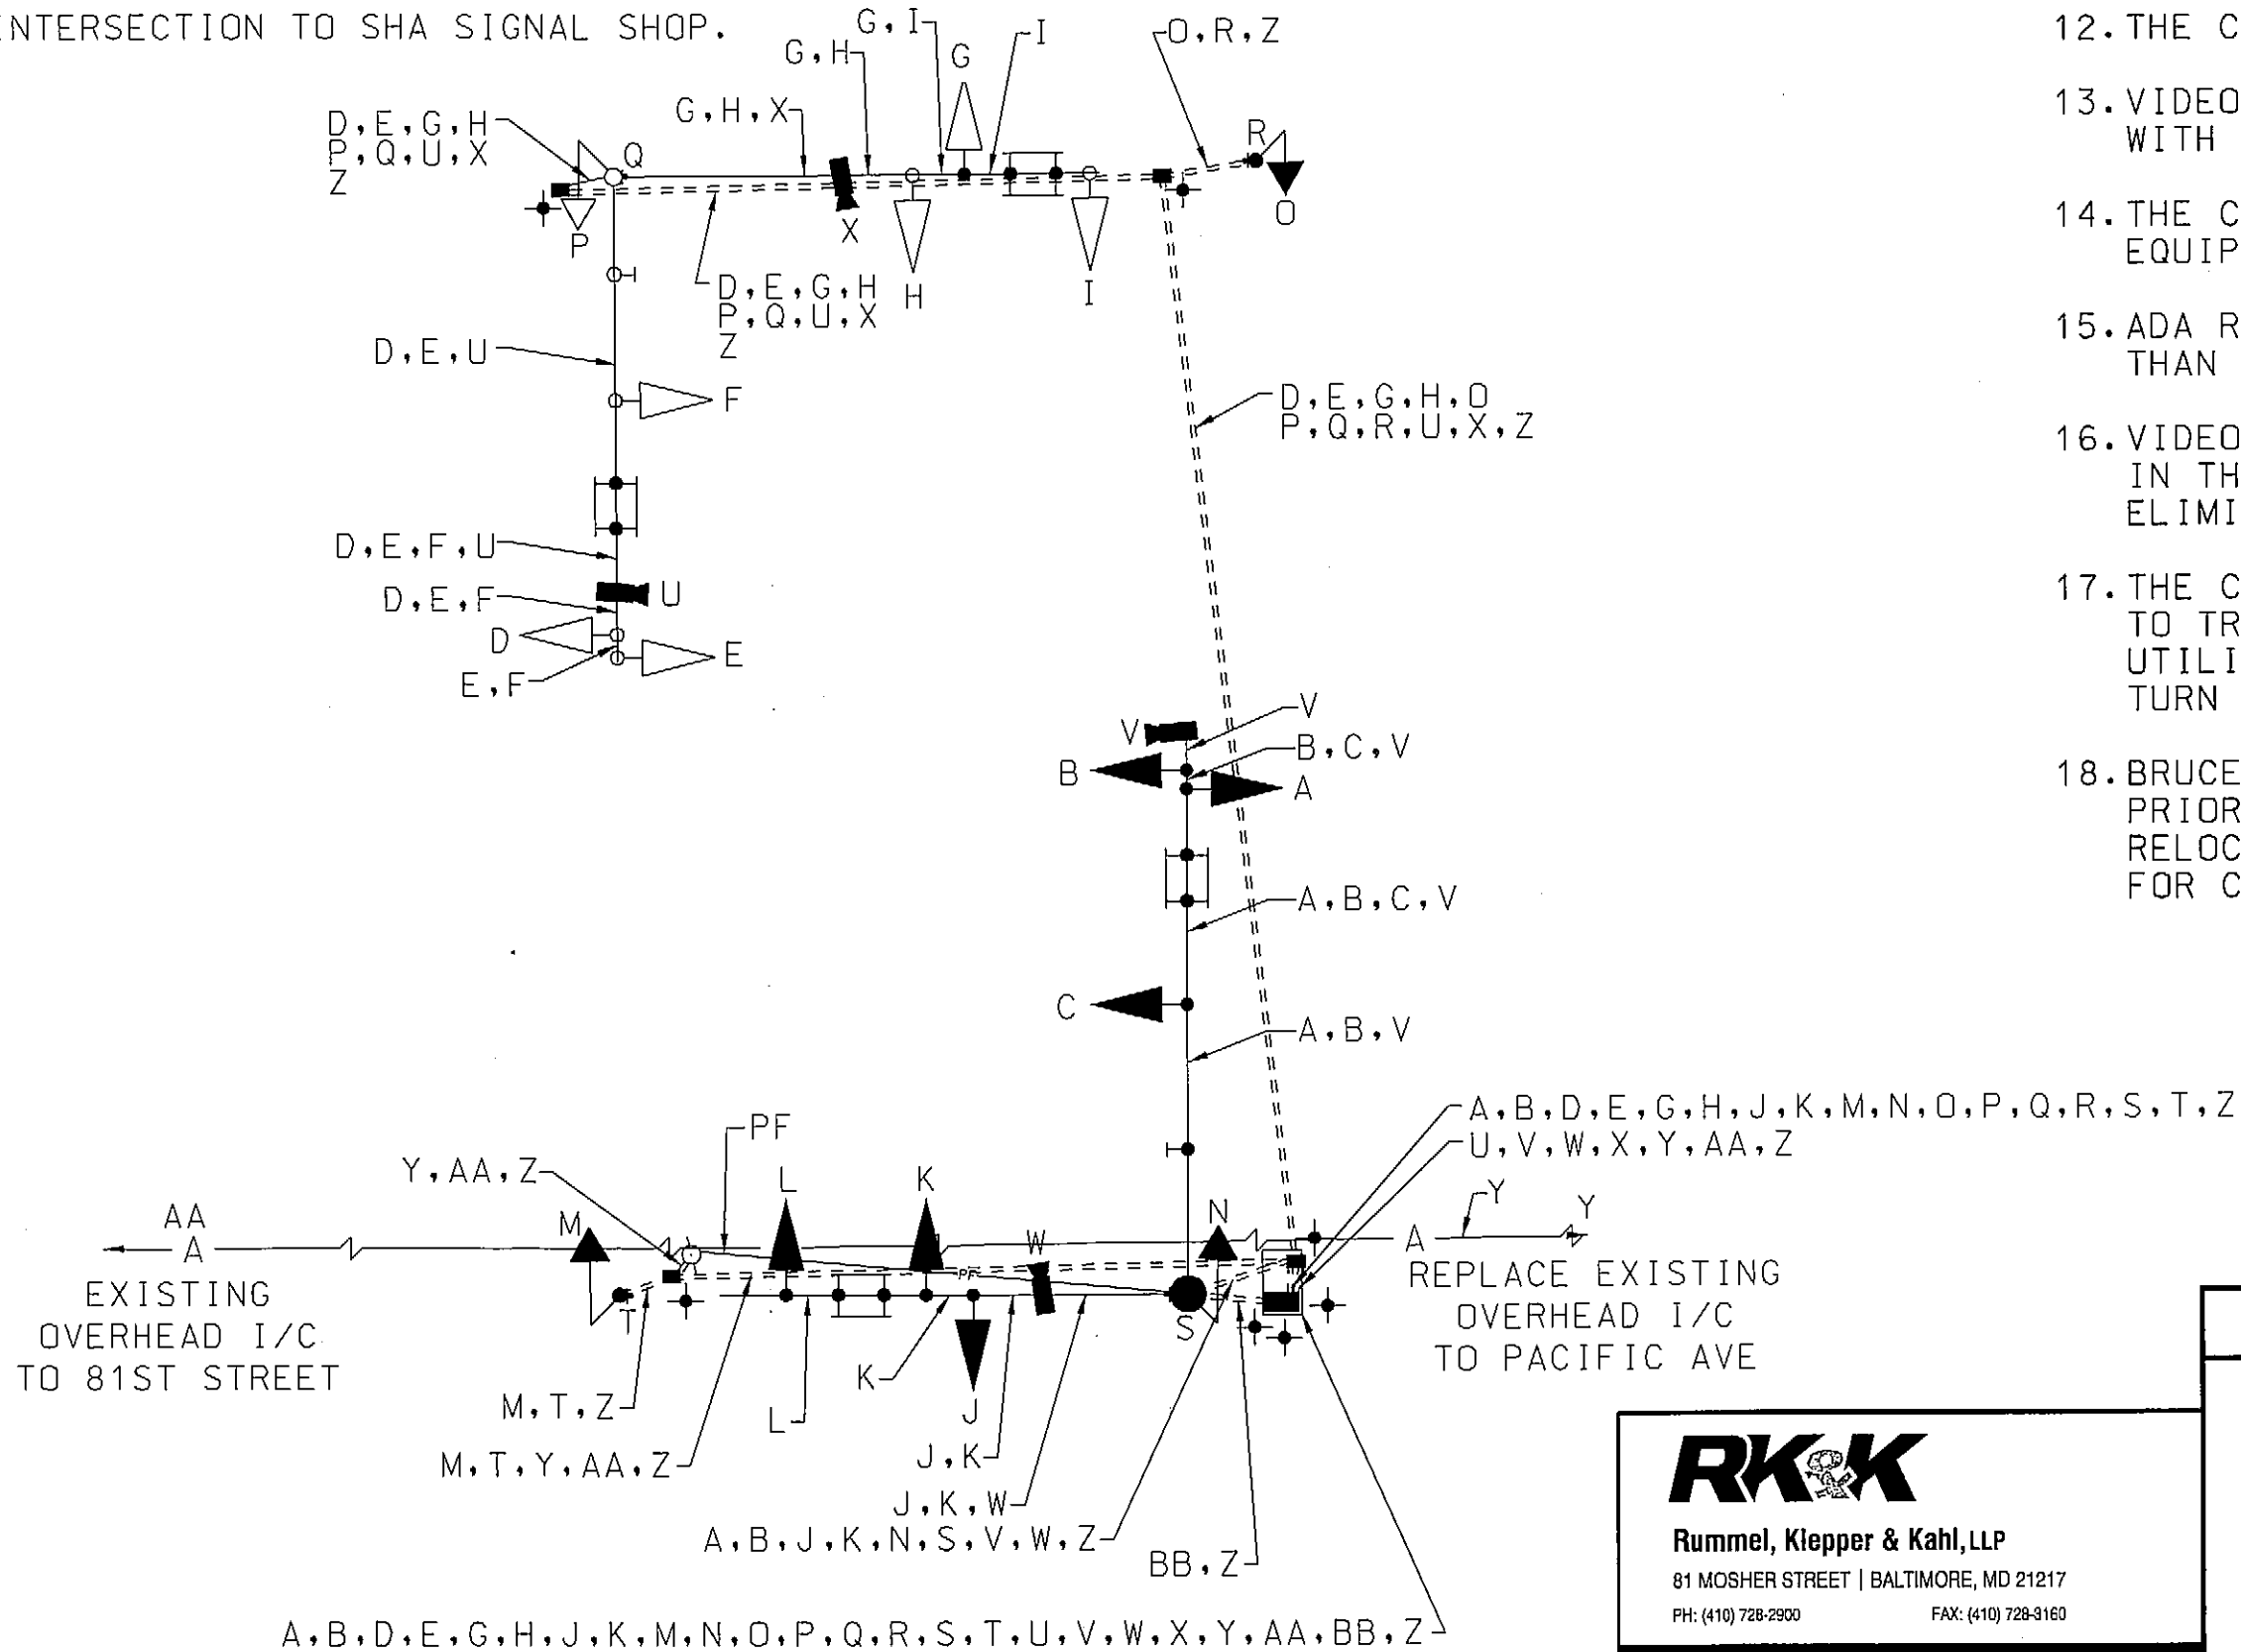 INTERSECTION TO SHA SIGNAL SHOP.
G,I
I
O,R,Z
G,H
G
G,H,X
D,E,G,H
P,Q,U,X
Z
Q
R
P
X
H
I
O
D,E,G,H
P,Q,U,X
Z
D,E,U
F
D,E,G,H,O
P,Q,R,U,X,Z
D,E,F,U
U
D,E,F
D
E
E,F
V
V
B,C,V
B
A
A,B,C,V
C
A,B,V
A,B,D,E,G,H,J,K,M,N,O,P,Q,R,S,T,Z
U,V,W,X,Y,AA,Z
PF
Y,AA,Z
L
K
N
Y
Y
AA
A
M
W
A
PF
T
S
EXISTING
OVERHEAD I/C
TO 81ST STREET
REPLACE EXISTING
OVERHEAD I/C
TO PACIFIC AVE
M,T,Z
L
K
J
M,T,Y,AA,Z
J,K
J,K,W
A,B,J,K,N,S,V,W,Z
BB,Z
A,B,D,E,G,H,J,K,M,N,O,P,Q,R,S,T,U,V,W,X,Y,AA,BB,Z
12. THE C
13. VIDEO
WITH
14. THE C
EQUIP
15. ADA R
THAN
16. VIDEO
IN TH
ELIMI
17. THE C
TO TR
UTILI
TURN
18. BRUCE
PRIOR
RELOC
FOR C
RK&K
Rummel, Klepper & Kahl, LLP
81 MOSHER STREET | BALTIMORE, MD 21217
PH: (410) 728-2900 FAX: (410) 728-3160